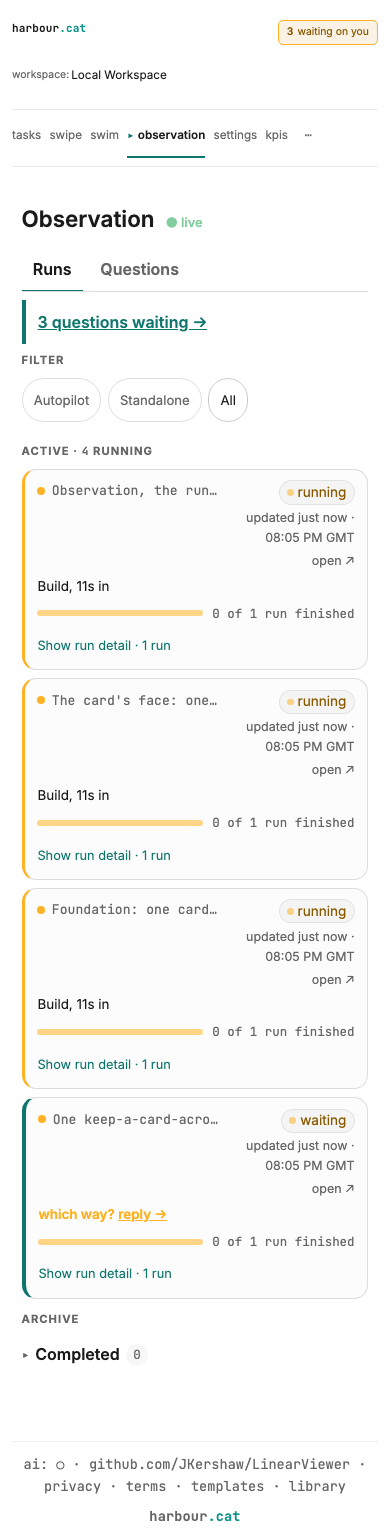 harbour.cat
3 waiting on you
workspace: Local Workspace
tasks swipe swim ▸ observation settings kpis ⋯
Observation ● live
Runs Questions
3 questions waiting →
FILTER
Autopilot Standalone All
ACTIVE · 4 RUNNING
Observation, the run… running
updated just now ·
08:05 PM GMT
open ↗
Build, 11s in
0 of 1 run finished
Show run detail · 1 run
The card's face: one… running
updated just now ·
08:05 PM GMT
open ↗
Build, 11s in
0 of 1 run finished
Show run detail · 1 run
Foundation: one card… running
updated just now ·
08:05 PM GMT
open ↗
Build, 11s in
0 of 1 run finished
Show run detail · 1 run
One keep-a-card-acro… waiting
updated just now ·
08:05 PM GMT
open ↗
which way? reply →
0 of 1 run finished
Show run detail · 1 run
ARCHIVE
▸ Completed 0
ai: ○ · github.com/JKershaw/LinearViewer ·
privacy · terms · templates · library
harbour.cat